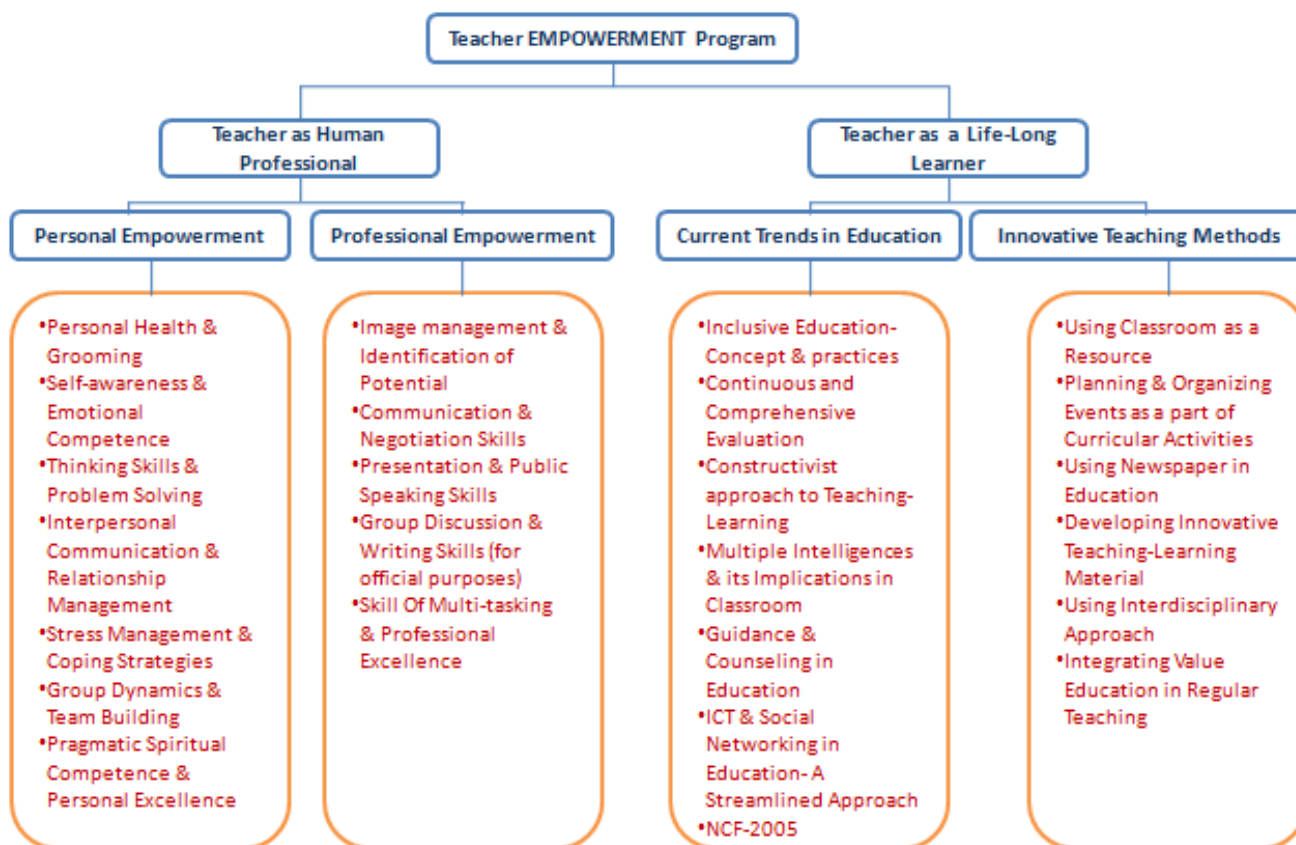 Teacher EMPOWERMENT Program
Teacher as Human
Professional
Teacher as a Life-Long
Learner
Personal Empowerment
Professional Empowerment
Current Trends in Education
Innovative Teaching Methods
•Personal Health &
Grooming
•Self-awareness &
Emotional
Competence
•Thinking Skills &
Problem Solving
•Interpersonal
Communication &
Relationship
Management
•Stress Management &
Coping Strategies
•Group Dynamics &
Team Building
•Pragmatic Spiritual
Competence &
Personal Excellence
•Image management &
Identification of
Potential
•Communication &
Negotiation Skills
•Presentation & Public
Speaking Skills
•Group Discussion &
Writing Skills (for
official purposes)
•Skill Of Multi-tasking
& Professional
Excellence
•Inclusive Education-
Concept & practices
•Continuous and
Comprehensive
Evaluation
•Constructivist
approach to Teaching-
Learning
•Multiple Intelligences
& its Implications in
Classroom
•Guidance &
Counseling in
Education
•ICT & Social
Networking in
Education- A
Streamlined Approach
•NCF-2005
•Using Classroom as a
Resource
•Planning & Organizing
Events as a part of
Curricular Activities
•Using Newspaper in
Education
•Developing Innovative
Teaching-Learning
Material
•Using Interdisciplinary
Approach
•Integrating Value
Education in Regular
Teaching